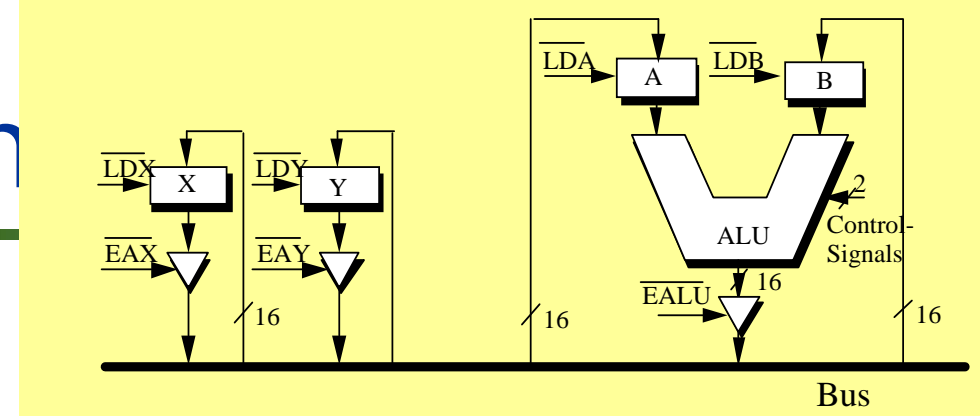 LDA
A
LDB
B
LDX
X
LDY
Y
2
ALU
Control-
Signals
EAX
EAY
16
EALU
16
16
16
Bus